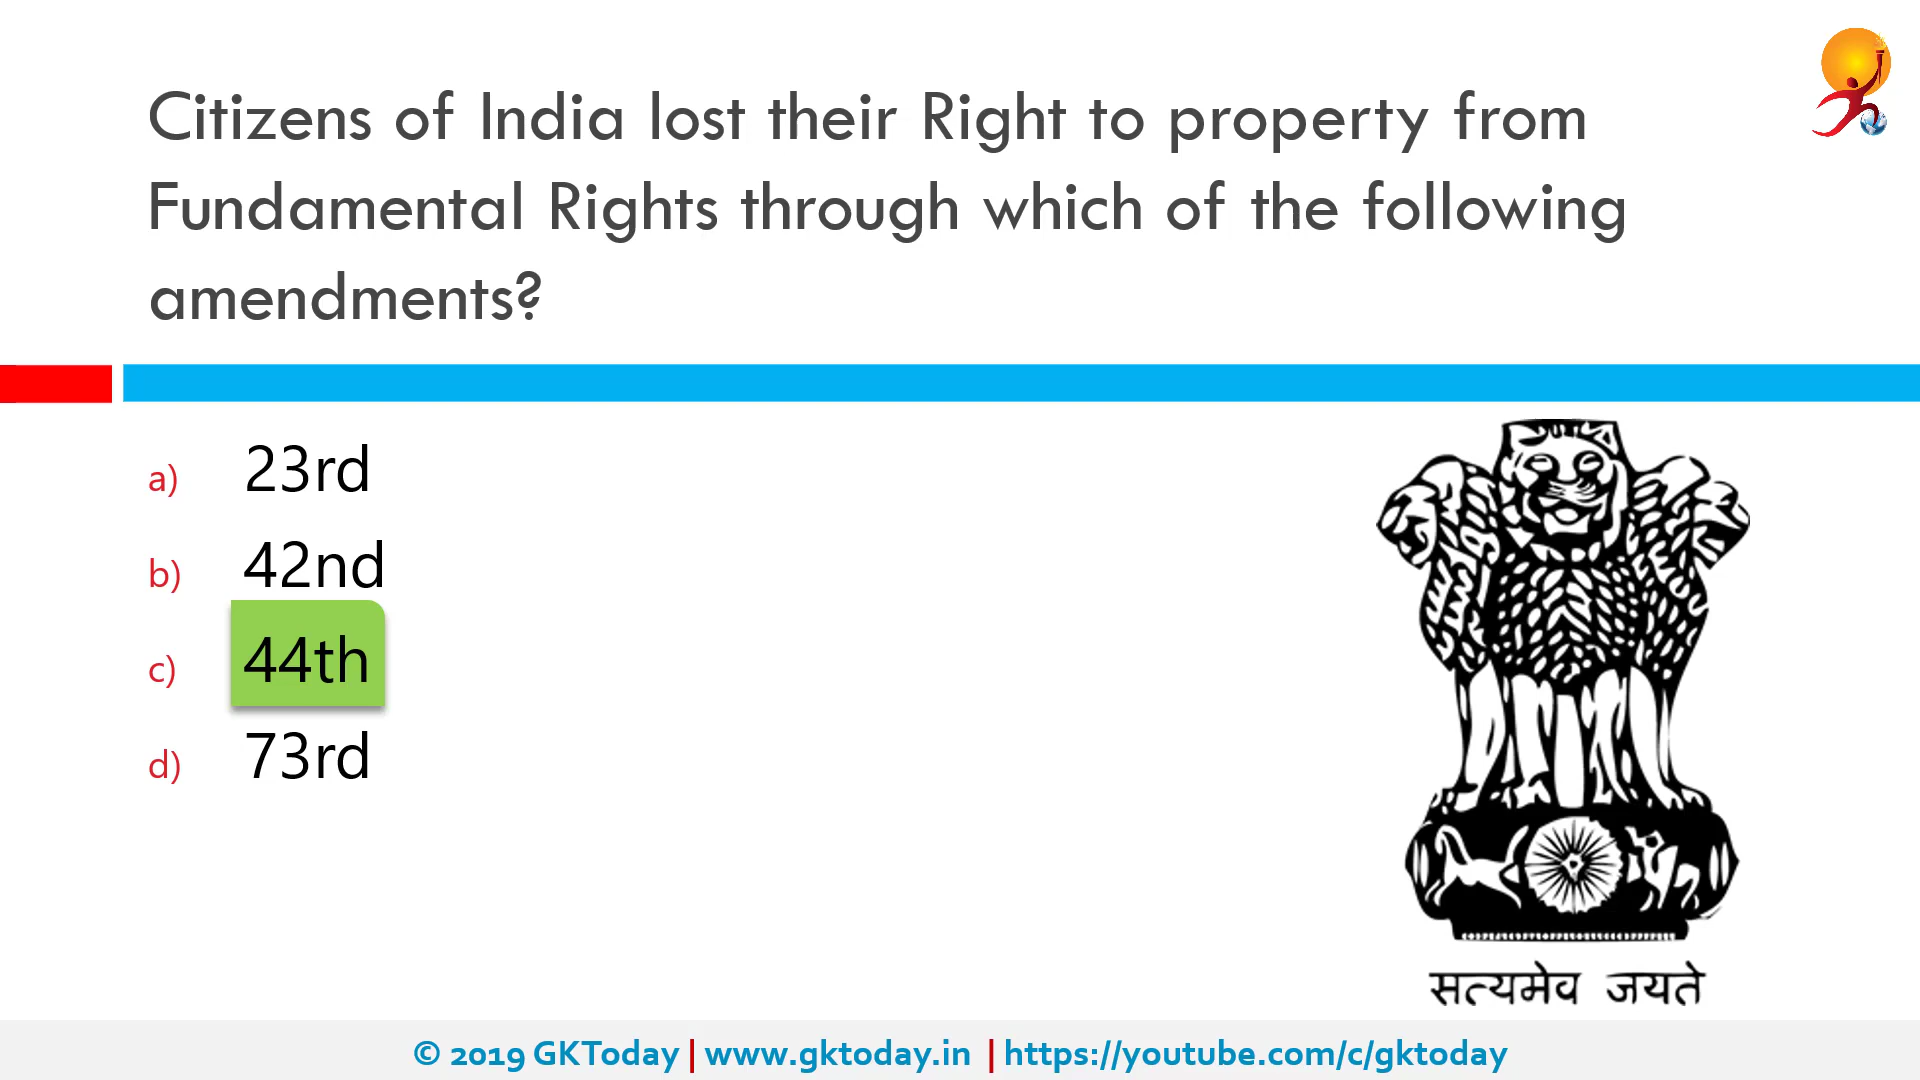 Citizens of India lost their Right to property from
Fundamental Rights through which of the following
amendments?
a) 23rd
b) 42nd
c) 44th
d) 73rd
सत्यमेव जयते
© 2019 GKToday | www.gktoday.in | https://youtube.com/c/gktoday